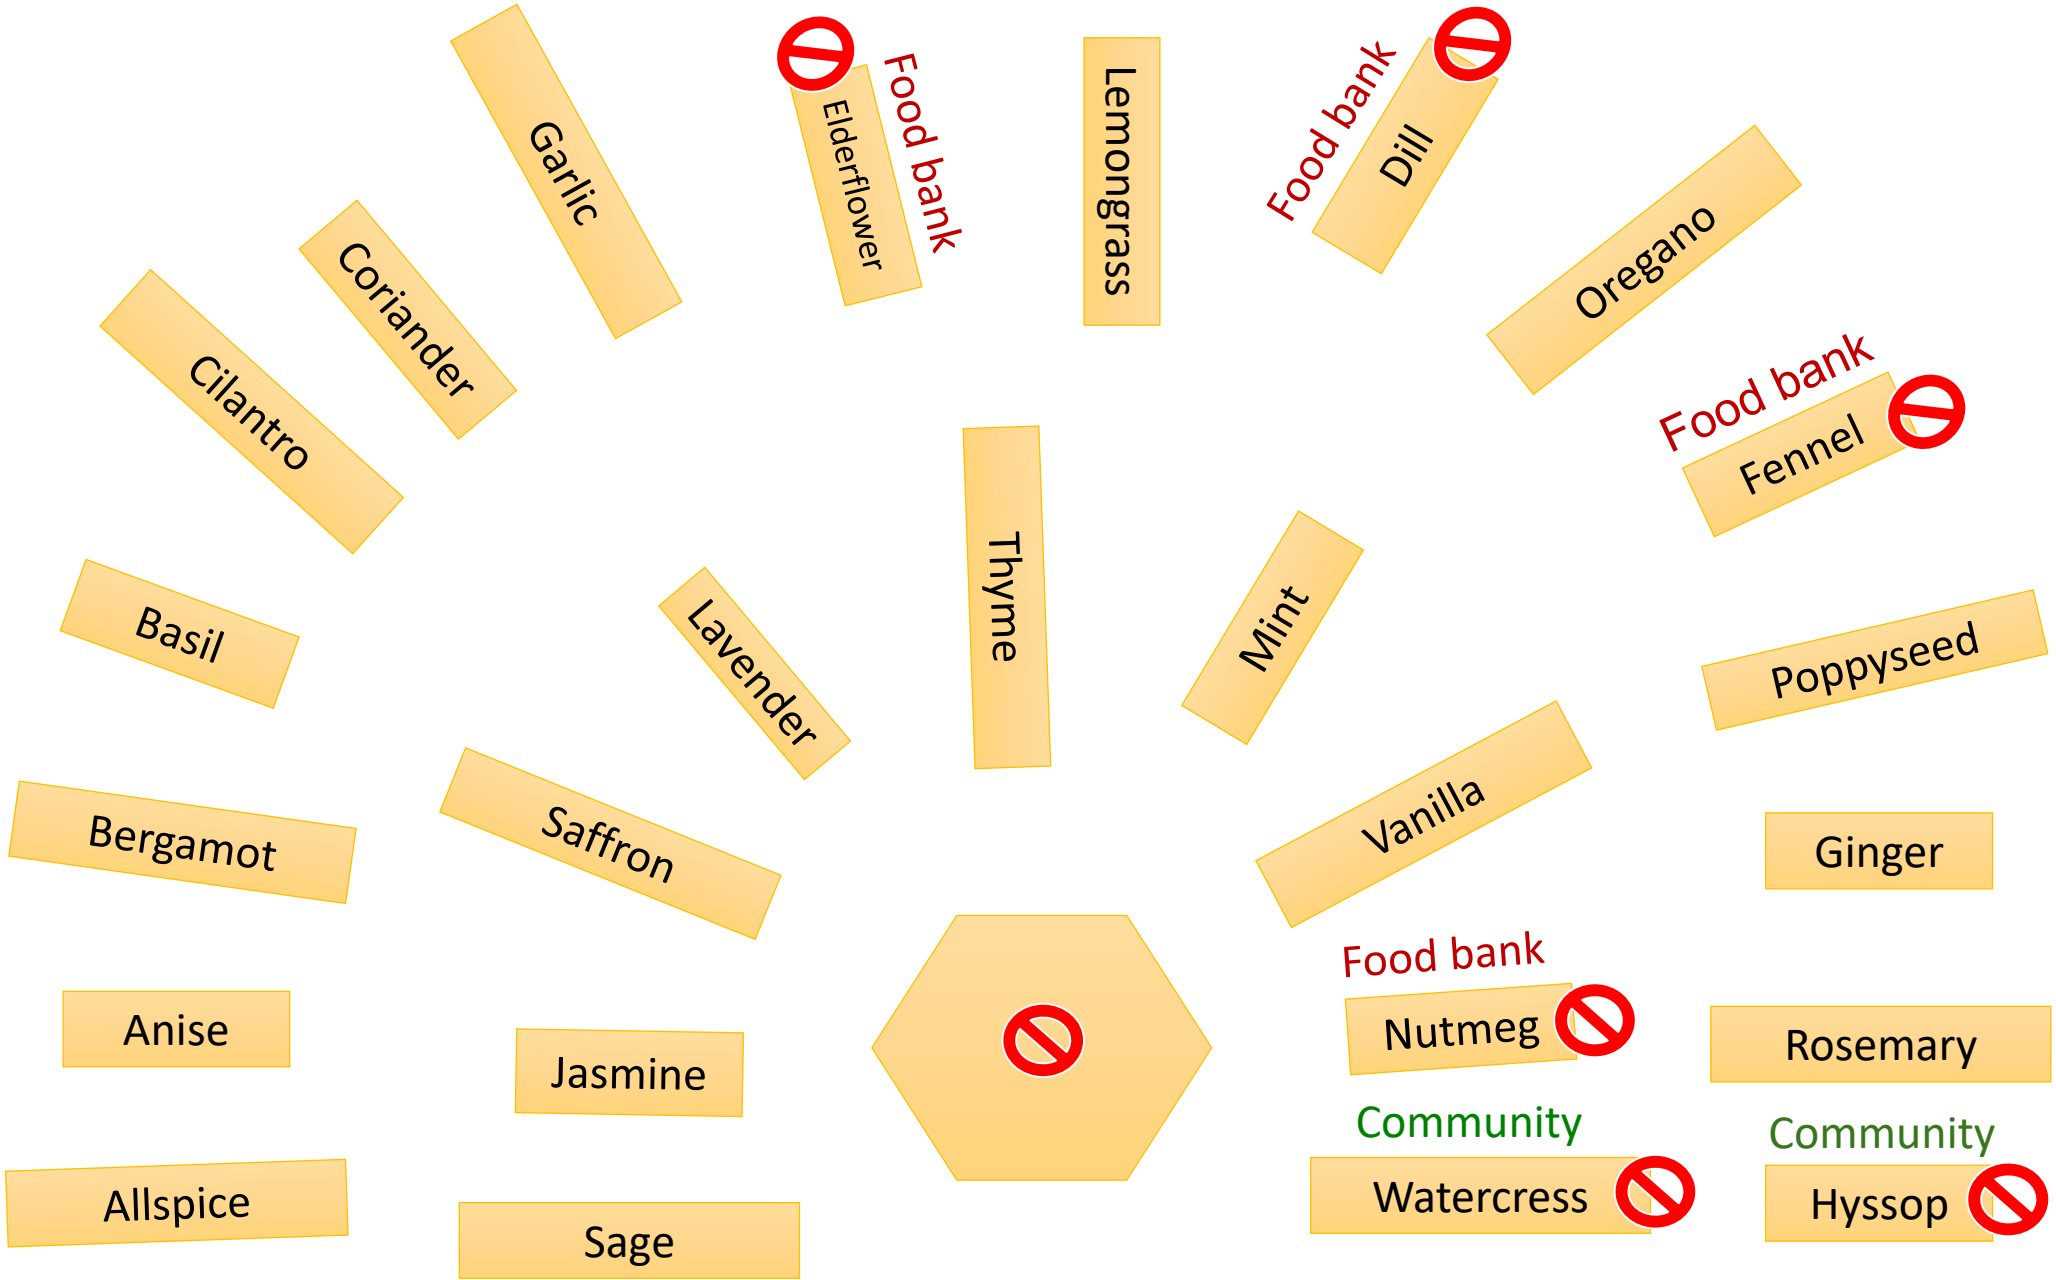 Garlic
Elderflower
Food bank
Lemongrass
Food bank
Dill
Oregano
Coriander
Cilantro
Food bank
Fennel
Basil
Lavender
Thyme
Mint
Poppyseed
Bergamot
Saffron
Vanilla
Ginger
Food bank
Nutmeg
Anise
Jasmine
Rosemary
Community
Watercress
Community
Hyssop
Allspice
Sage